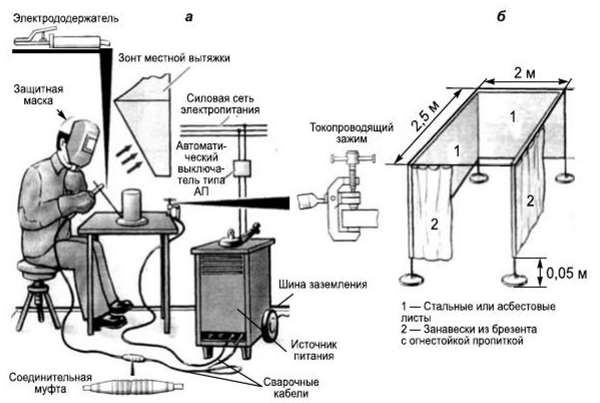 Электрододержатель
а
б
Зонт местной вытяжки
Защитная
маска
Силовая сеть
электропитания
Автомати-
ческий
выключа-
тель типа
АП
Токопроводящий
зажим
2 м
2,5 м
1
1
2
2
0,05 м
Шина заземления
Источник
питания
Сварочные
кабели
Соединительная
муфта
1 — Стальные или асбестовые
листы
2 — Занавески из брезента
с огнестойкой пропиткой